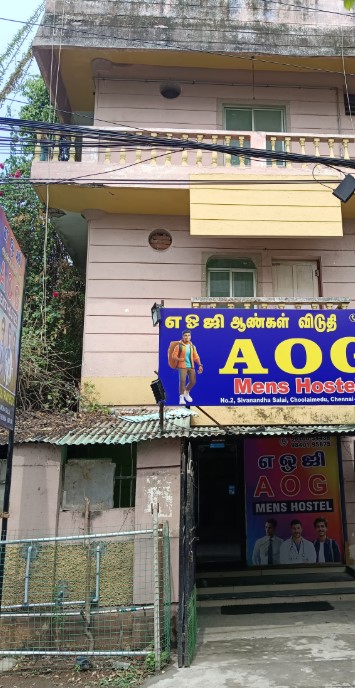 எ ஓ ஜி ஆண்கள் விடுதி
AOG
Mens Hostel
No.2, Sivanandha Salai, Choolaimedu, Chennai-
எ ஓ ஜி
AOG
MENS HOSTEL